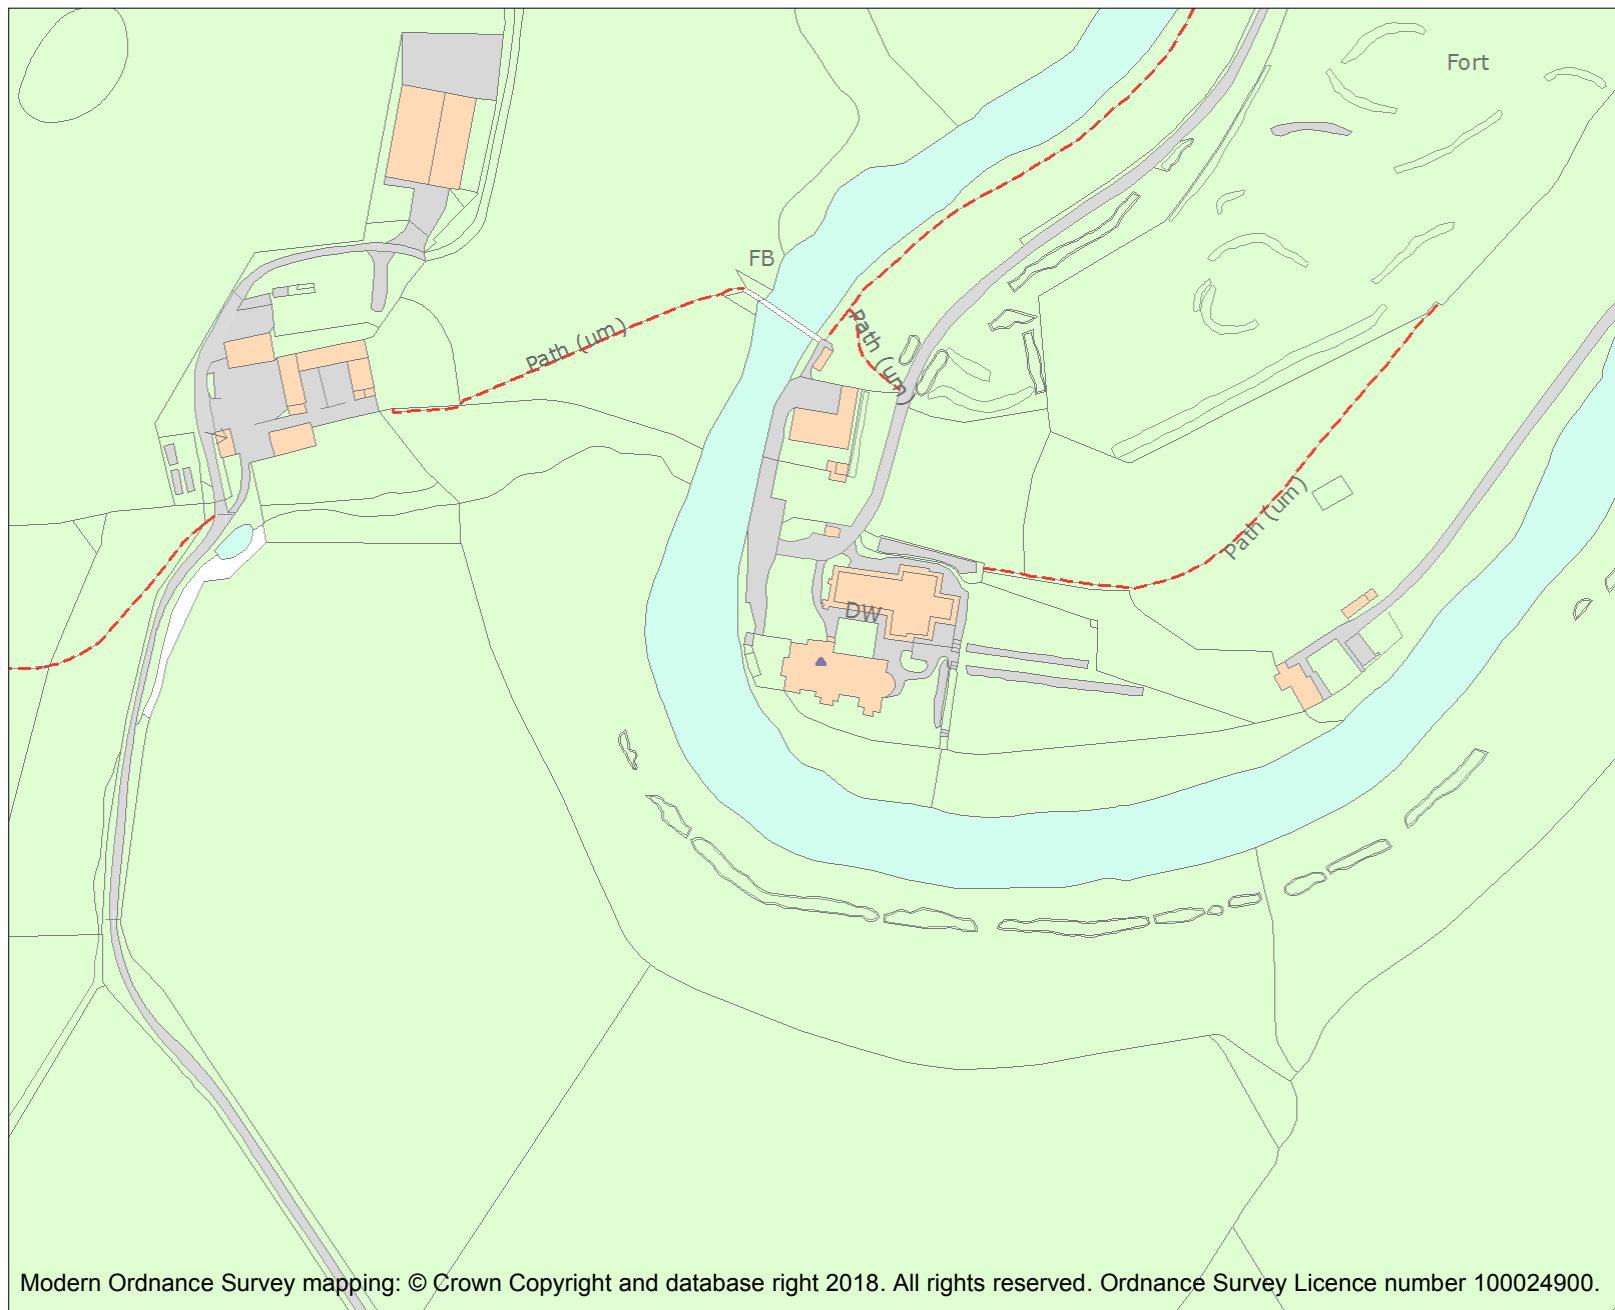 Fort
FB
Path (um)
Path (um)
Path (um)
DW
Modern Ordnance Survey mapping: © Crown Copyright and database right 2018. All rights reserved. Ordnance Survey Licence number 100024900.